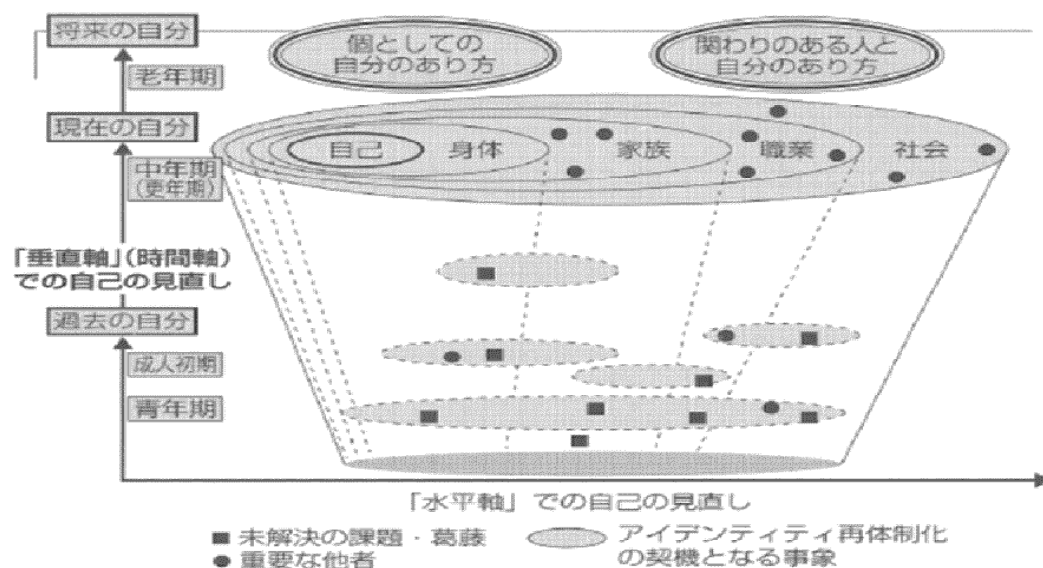 将来の自分
個としての
自分のあり方
関わりのある人と
自分のあり方
老年期
現在の自分
自己
身体
家族
職業
社会
中年期
(更年期)
「垂直軸」(時間軸)
での自己の見直し
過去の自分
成人初期
青年期
「水平軸」での自己の見直し
■ 未解決の課題・葛藤
● 重要な他者
アイデンティティ再体制化
の契機となる事象